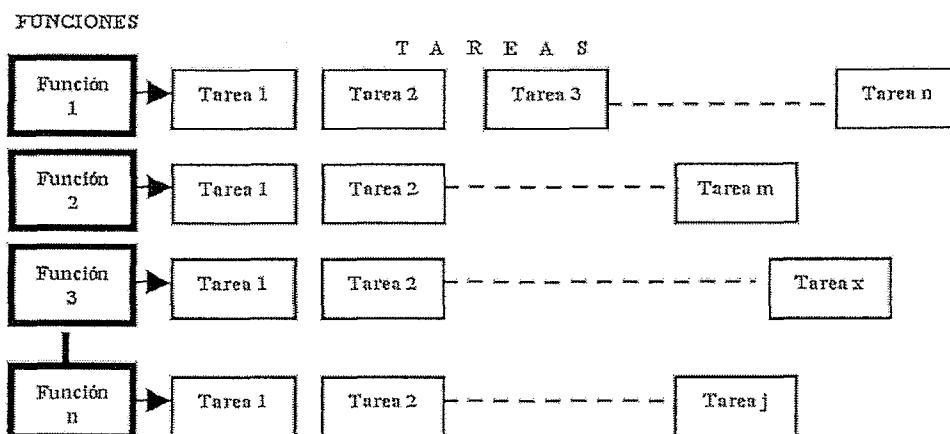 FUNCIONES
T A R E A S
Función
1
Tarea 1
Tarea 2
Tarea 3
Tarea n
Función
2
Tarea 1
Tarea 2
Tarea m
Función
3
Tarea 1
Tarea 2
Tarea x
Función
n
Tarea 1
Tarea 2
Tarea j